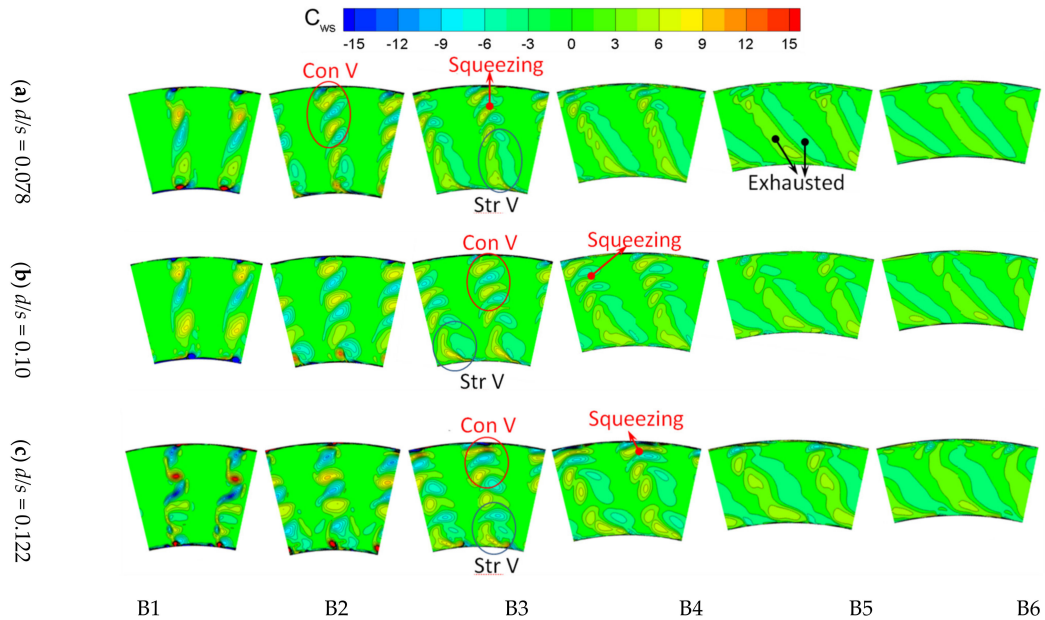 C_ws
-15 -12 -9 -6 -3 0 3 6 9 12 15
(a) d/s = 0.078
Con V
Squeezing
Str V
Exhausted
(b) d/s = 0.10
Con V
Squeezing
Str V
(c) d/s = 0.122
Con V
Squeezing
Str V
B1 B2 B3 B4 B5 B6